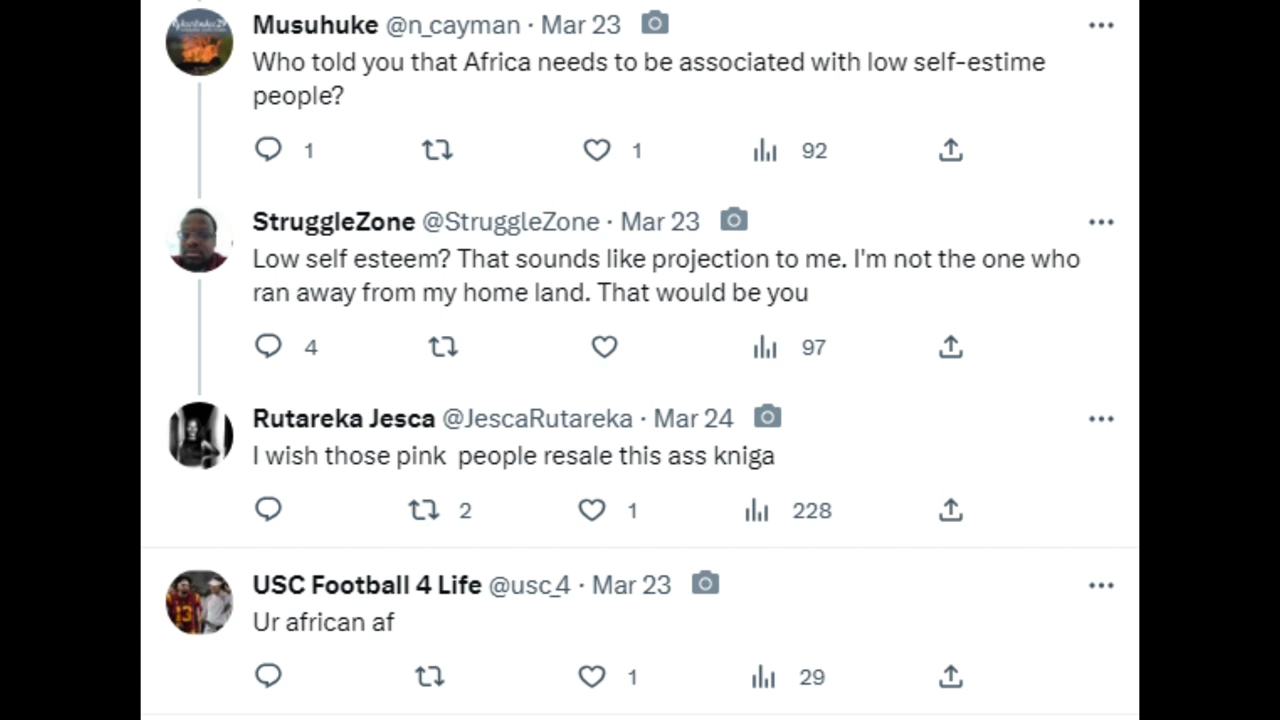 Musuhuke @n_cayman · Mar 23
Who told you that Africa needs to be associated with low self-estime
people?
1 1 92
StruggleZone @StruggleZone · Mar 23
Low self esteem? That sounds like projection to me. I'm not the one who
ran away from my home land. That would be you
4 97
Rutareka Jesca @JescaRutareka · Mar 24
I wish those pink  people resale this ass kniga
2 1 228
USC Football 4 Life @usc_4 · Mar 23
Ur african af
1 29